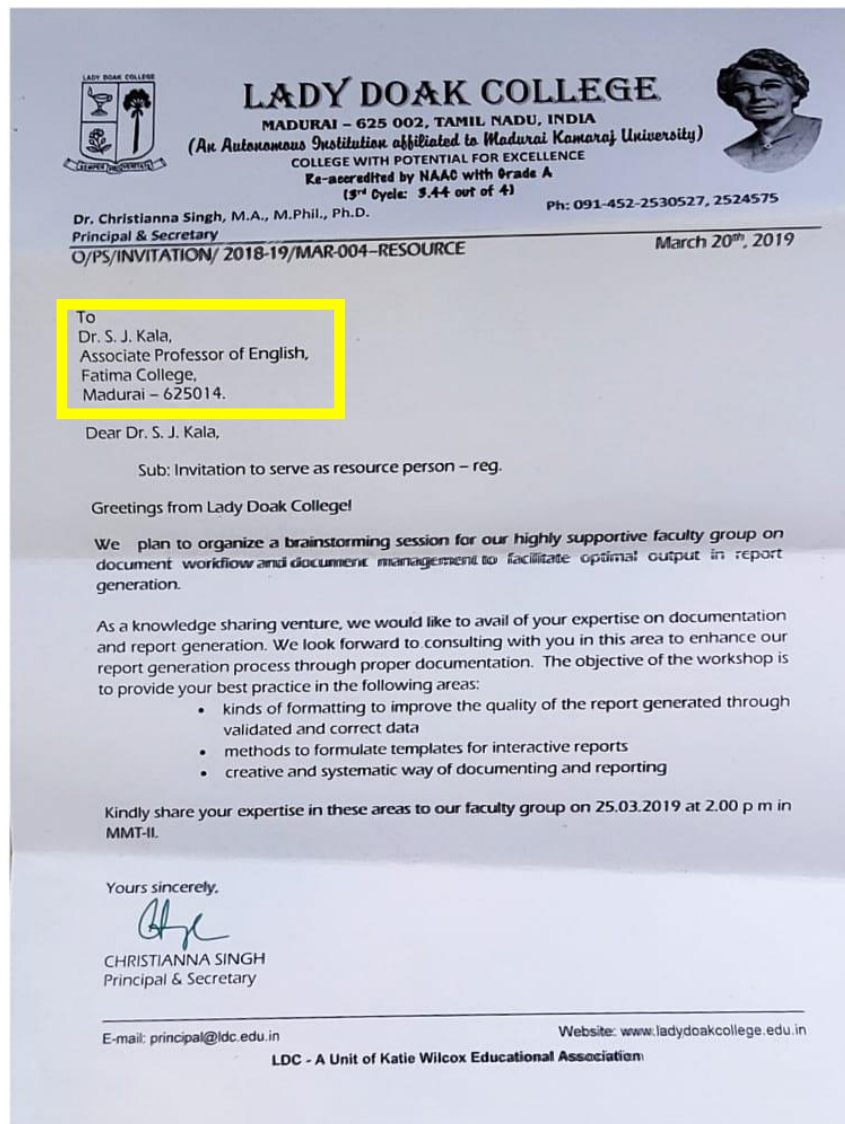 LADY DOAK COLLEGE
LADY DOAK COLLEGE
MADURAI – 625 002, TAMIL NADU, INDIA
(An Autonomous Institution affiliated to Madurai Kamaraj University)
COLLEGE WITH POTENTIAL FOR EXCELLENCE
Re-accredited by NAAC with Grade A
(3rd Cycle: 3.44 out of 4)
Dr. Christianna Singh, M.A., M.Phil., Ph.D.
Ph: 091-452-2530527, 2524575
Principal & Secretary
O/PS/INVITATION/ 2018-19/MAR-004–RESOURCE
March 20th, 2019
To
Dr. S. J. Kala,
Associate Professor of English,
Fatima College,
Madurai – 625014.
Dear Dr. S. J. Kala,
Sub: Invitation to serve as resource person – reg.
Greetings from Lady Doak College!
We plan to organize a brainstorming session for our highly supportive faculty group on
document workflow and document management to facilitate optimal output in report
generation.
As a knowledge sharing venture, we would like to avail of your expertise on documentation
and report generation. We look forward to consulting with you in this area to enhance our
report generation process through proper documentation. The objective of the workshop is
to provide your best practice in the following areas:
• kinds of formatting to improve the quality of the report generated through
validated and correct data
• methods to formulate templates for interactive reports
• creative and systematic way of documenting and reporting
Kindly share your expertise in these areas to our faculty group on 25.03.2019 at 2.00 p m in
MMT-II.
Yours sincerely,
CHRISTIANNA SINGH
Principal & Secretary
E-mail: principal@ldc.edu.in
Website: www.ladydoakcollege.edu.in
LDC - A Unit of Katie Wilcox Educational Association